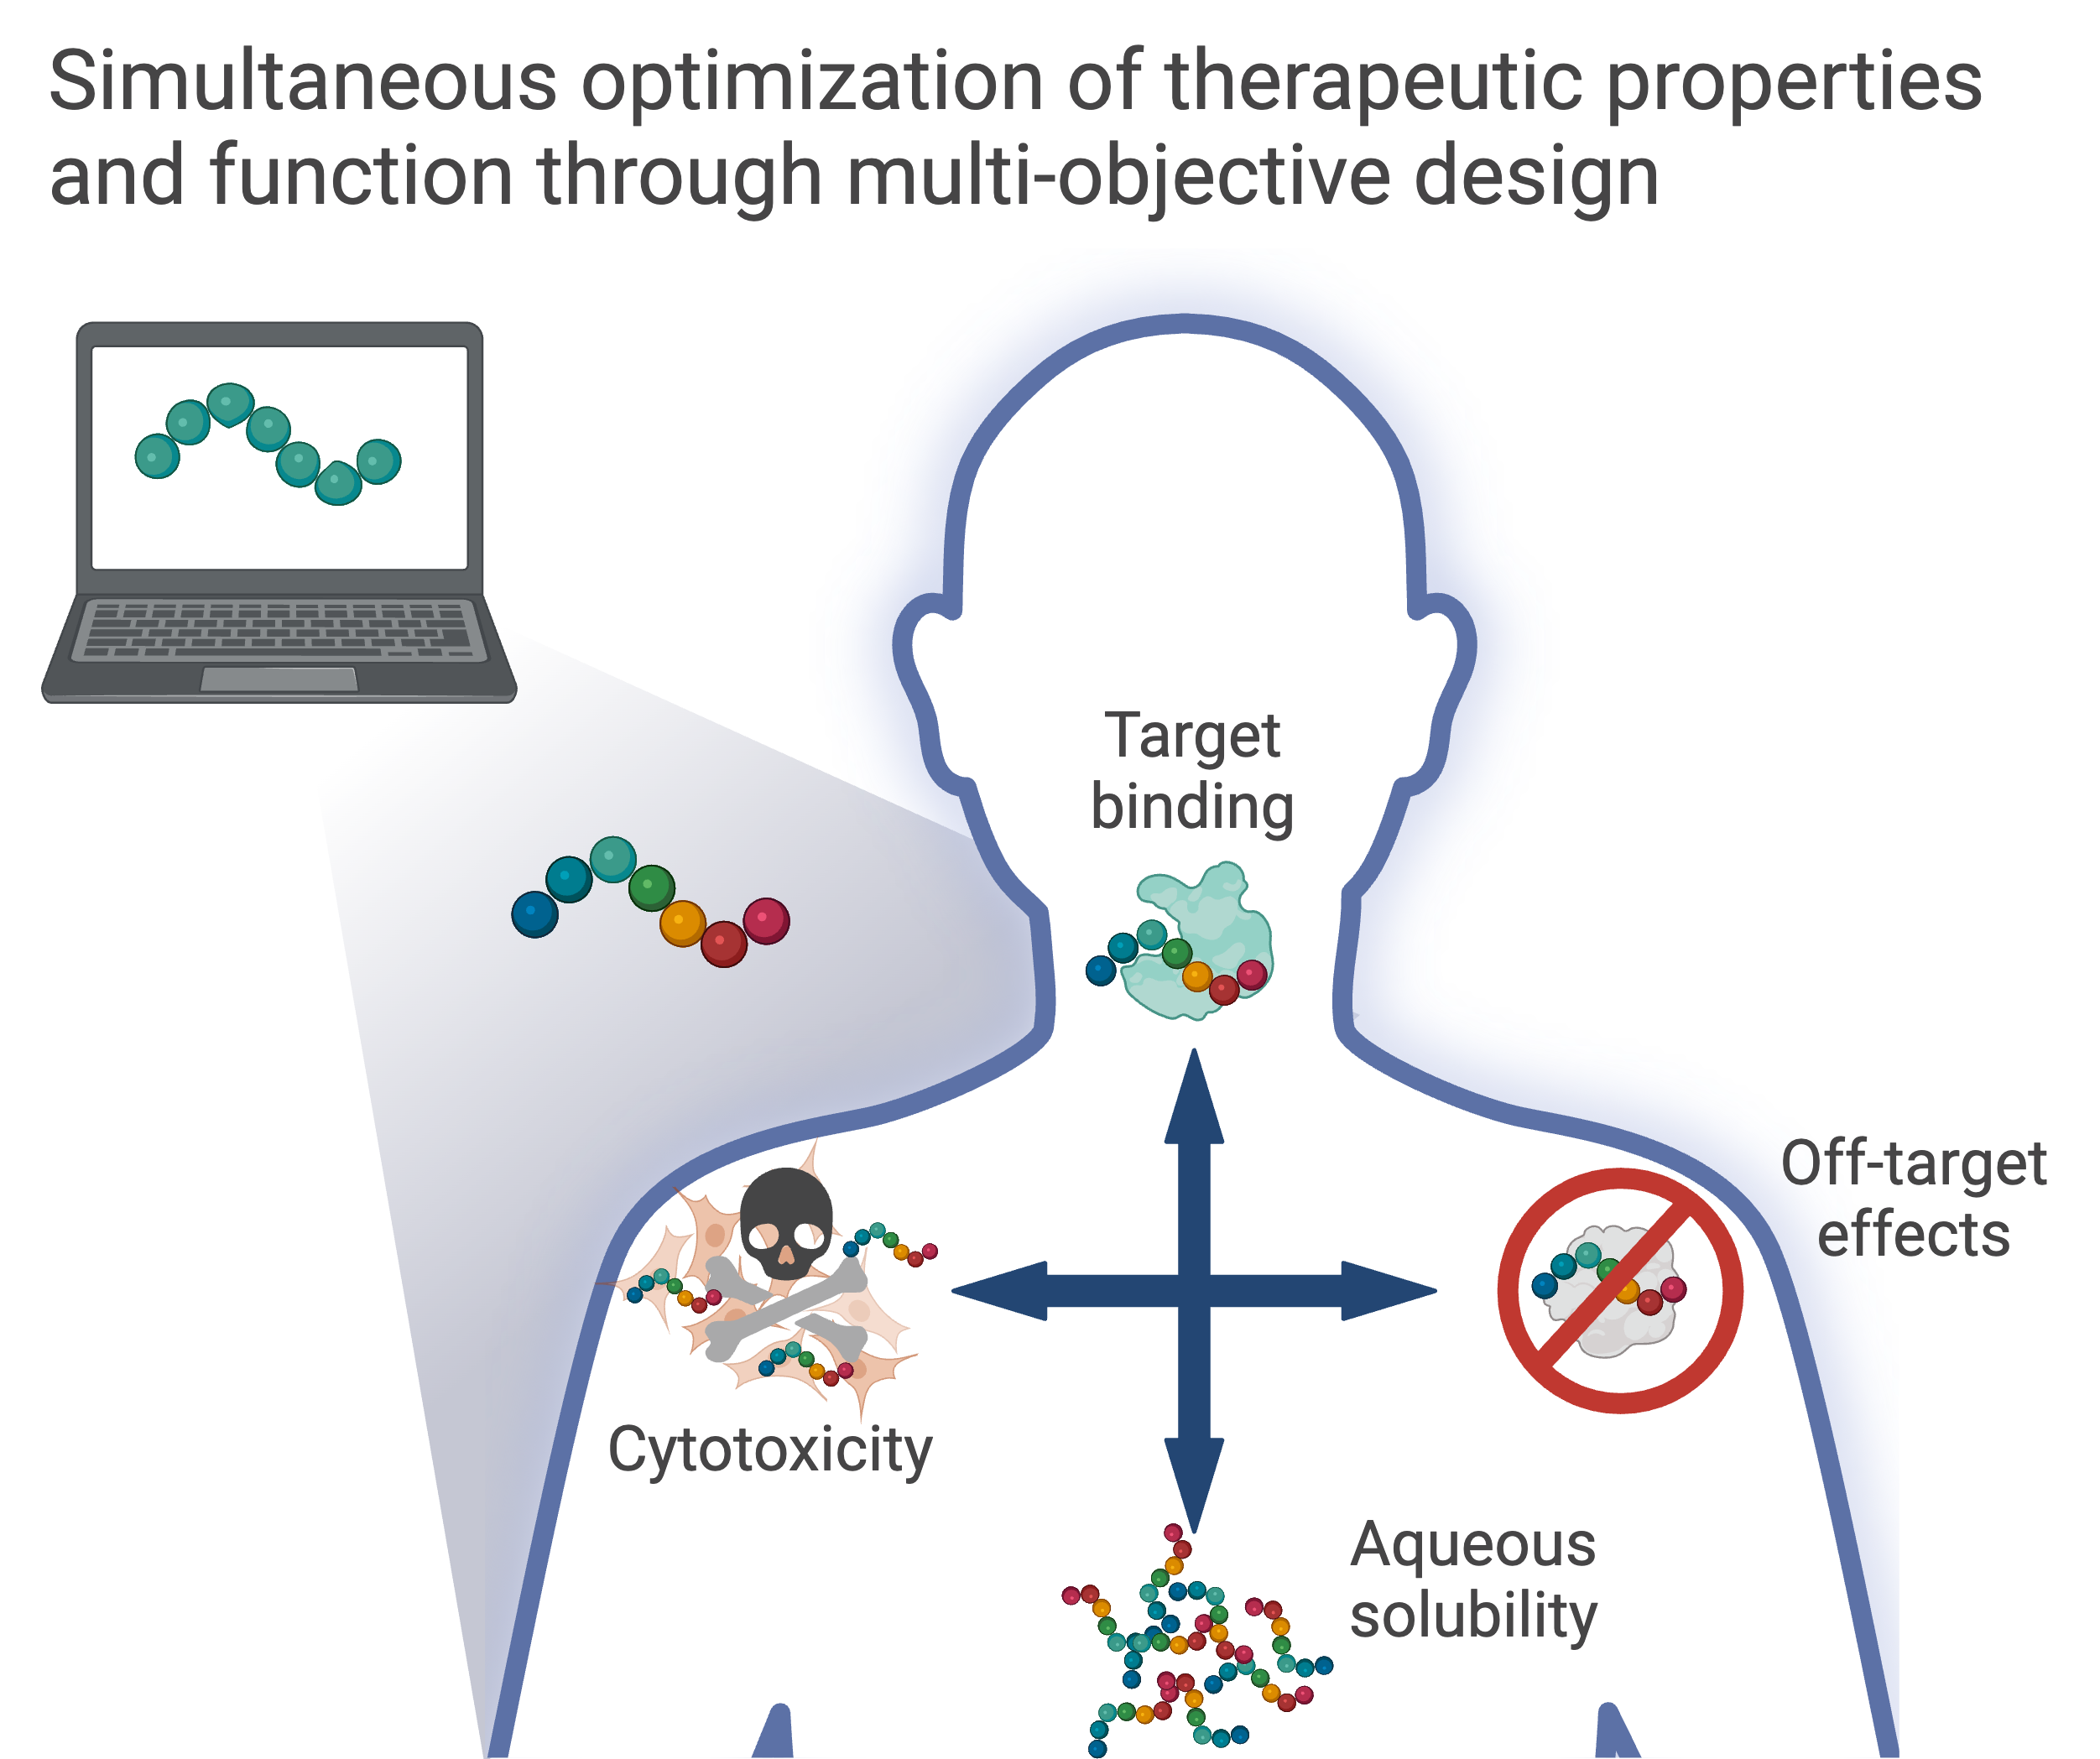 Simultaneous optimization of therapeutic properties
and function through multi-objective design
Target
binding
Off-target
effects
Cytotoxicity
Aqueous
solubility